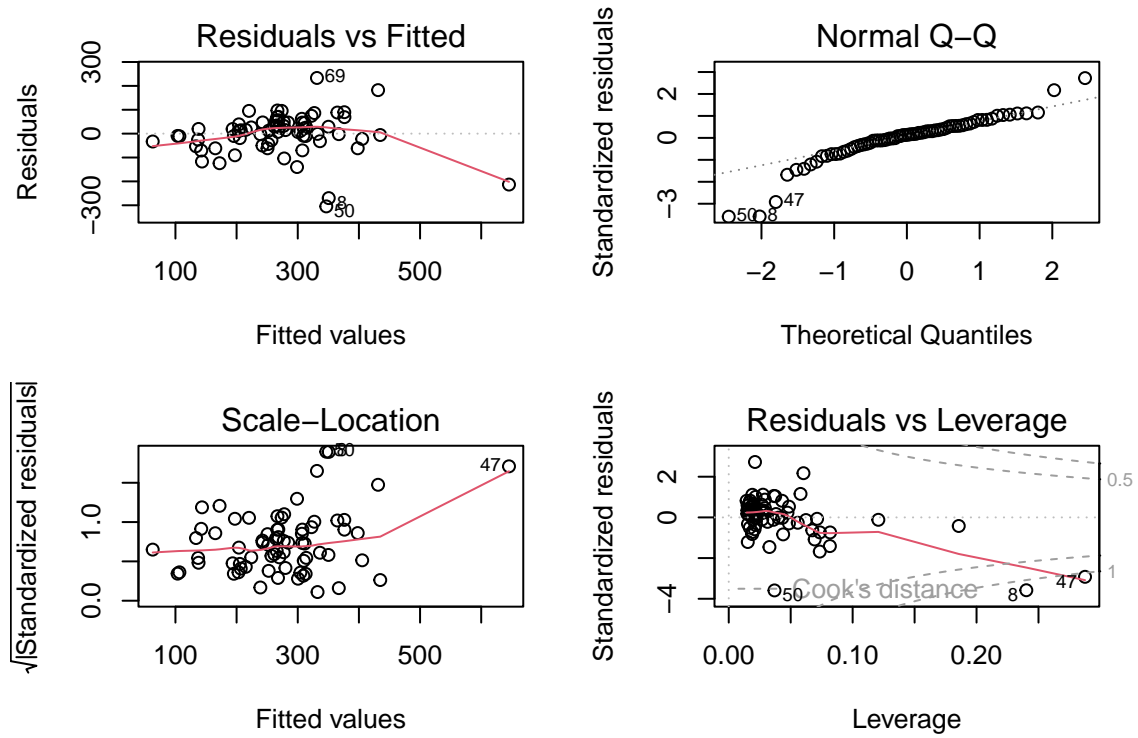 Residuals vs Fitted
Residuals
300
0
−300
69
8
50
100
300
500
Fitted values
Normal Q−Q
Standardized residuals
2
0
−3
50
8
47
−2
−1
0
1
2
Theoretical Quantiles
Scale−Location
√|Standardized residuals|
1.0
0.0
50
47
100
300
500
Fitted values
Residuals vs Leverage
Standardized residuals
2
0
−4
0.5
1
Cook's distance
50
8
47
0.00
0.10
0.20
Leverage